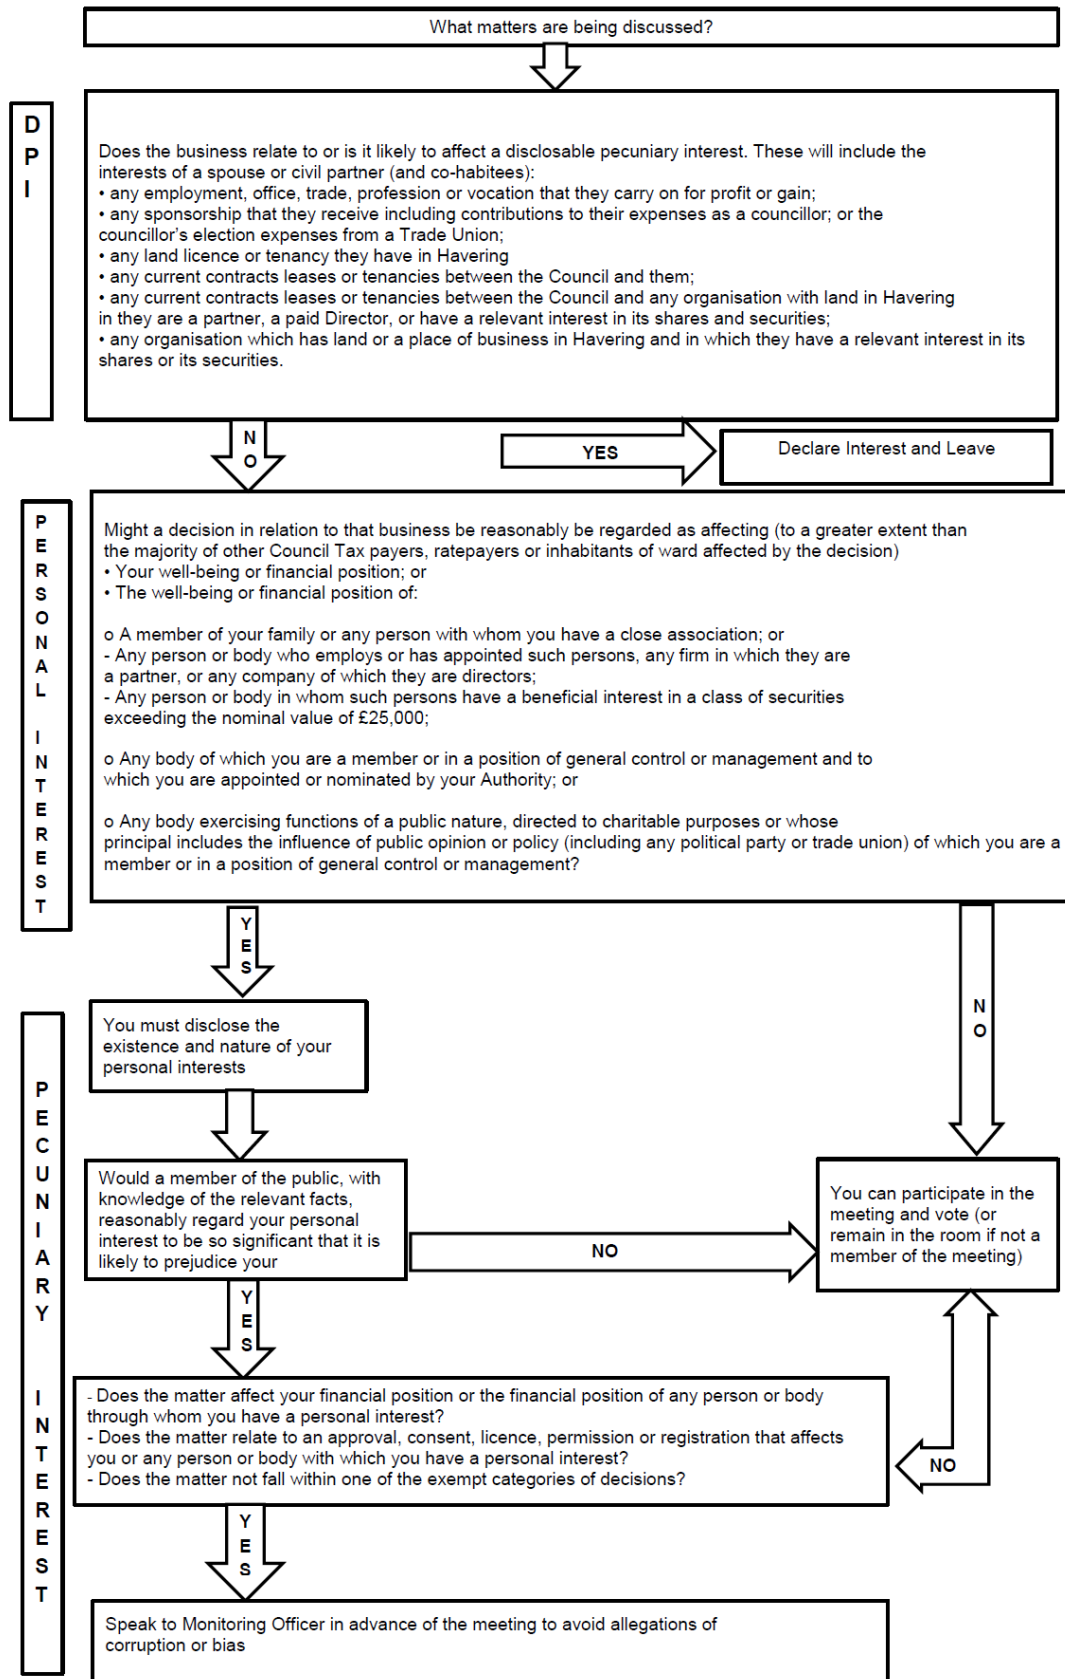 What matters are being discussed?
D
P
I
Does the business relate to or is it likely to affect a disclosable pecuniary interest. These will include the
interests of a spouse or civil partner (and co-habitees):
• any employment, office, trade, profession or vocation that they carry on for profit or gain;
• any sponsorship that they receive including contributions to their expenses as a councillor; or the
councillor’s election expenses from a Trade Union;
• any land licence or tenancy they have in Havering
• any current contracts leases or tenancies between the Council and them;
• any current contracts leases or tenancies between the Council and any organisation with land in Havering
in they are a partner, a paid Director, or have a relevant interest in its shares and securities;
• any organisation which has land or a place of business in Havering and in which they have a relevant interest in its
shares or its securities.
N
O
YES
Declare Interest and Leave
P
E
R
S
O
N
A
L
I
N
T
E
R
E
S
T
Might a decision in relation to that business be reasonably be regarded as affecting (to a greater extent than
the majority of other Council Tax payers, ratepayers or inhabitants of ward affected by the decision)
• Your well-being or financial position; or
• The well-being or financial position of:
o A member of your family or any person with whom you have a close association; or
- Any person or body who employs or has appointed such persons, any firm in which they are
a partner, or any company of which they are directors;
- Any person or body in whom such persons have a beneficial interest in a class of securities
exceeding the nominal value of £25,000;
o Any body of which you are a member or in a position of general control or management and to
which you are appointed or nominated by your Authority; or
o Any body exercising functions of a public nature, directed to charitable purposes or whose
principal includes the influence of public opinion or policy (including any political party or trade union) of which you are a
member or in a position of general control or management?
Y
E
S
N
O
P
E
C
U
N
I
A
R
Y
I
N
T
E
R
E
S
T
You must disclose the
existence and nature of your
personal interests
Would a member of the public, with
knowledge of the relevant facts,
reasonably regard your personal
interest to be so significant that it is
likely to prejudice your
NO
You can participate in the
meeting and vote (or
remain in the room if not a
member of the meeting)
Y
E
S
- Does the matter affect your financial position or the financial position of any person or body
through whom you have a personal interest?
- Does the matter relate to an approval, consent, licence, permission or registration that affects
you or any person or body with which you have a personal interest?
- Does the matter not fall within one of the exempt categories of decisions?
NO
Y
E
S
Speak to Monitoring Officer in advance of the meeting to avoid allegations of
corruption or bias